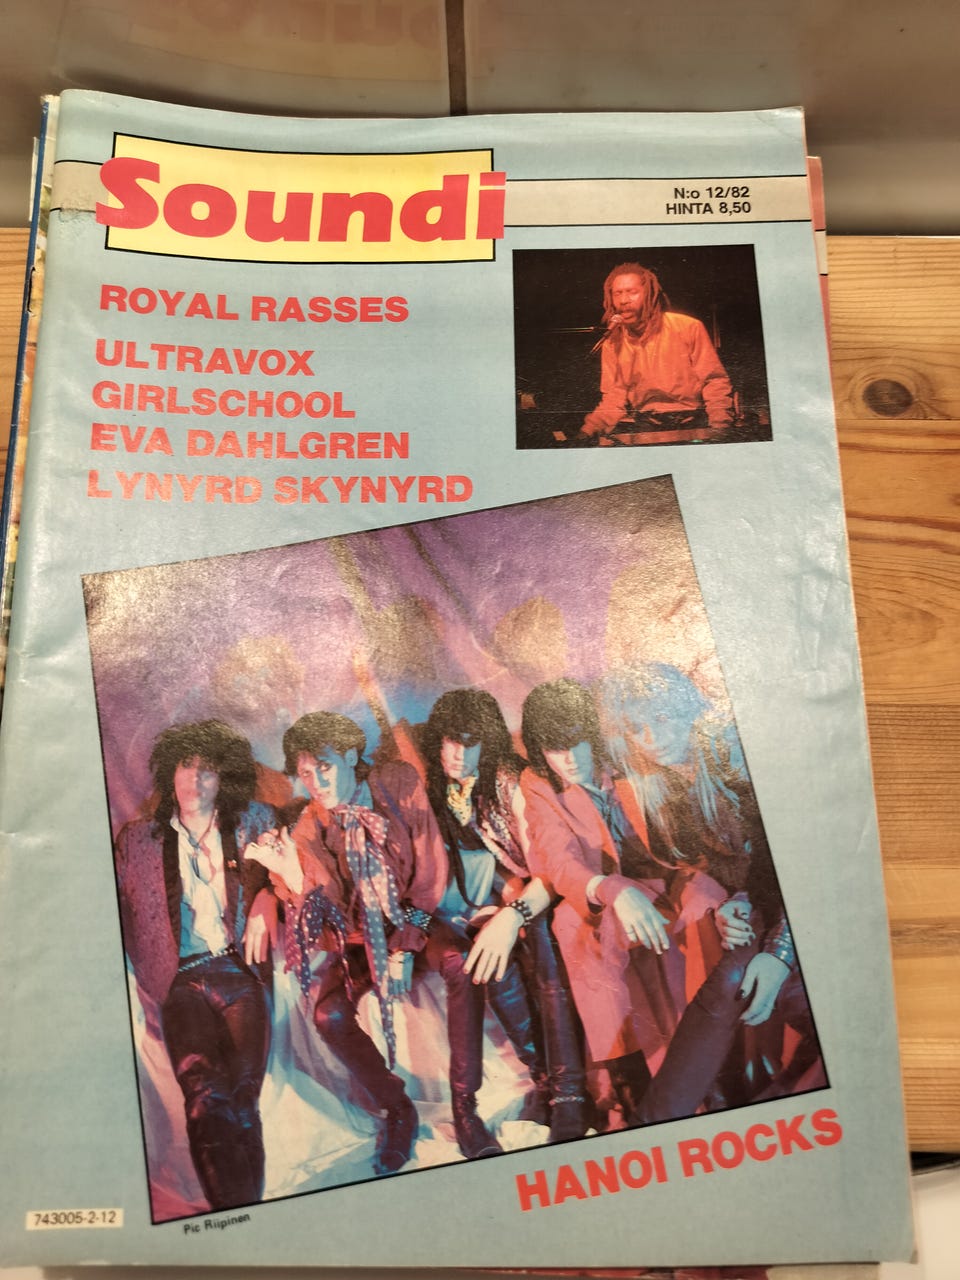 Soundi
N:o 12/82
HINTA 8,50
ROYAL RASSES
ULTRAVOX
GIRLSCHOOL
EVA DAHLGREN
LYNYRD SKYNYRD
HANOI ROCKS
743005-2-12
Pic Riipinen